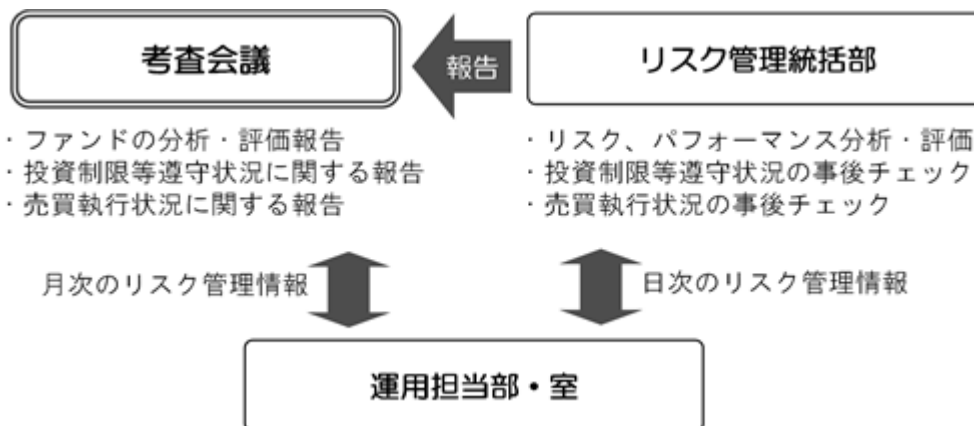 考査会議
報告
リスク管理統括部
・ファンドの分析・評価報告
・投資制限等遵守状況に関する報告
・売買執行状況に関する報告
・リスク、パフォーマンス分析・評価
・投資制限等遵守状況の事後チェック
・売買執行状況の事後チェック
月次のリスク管理情報
日次のリスク管理情報
運用担当部・室